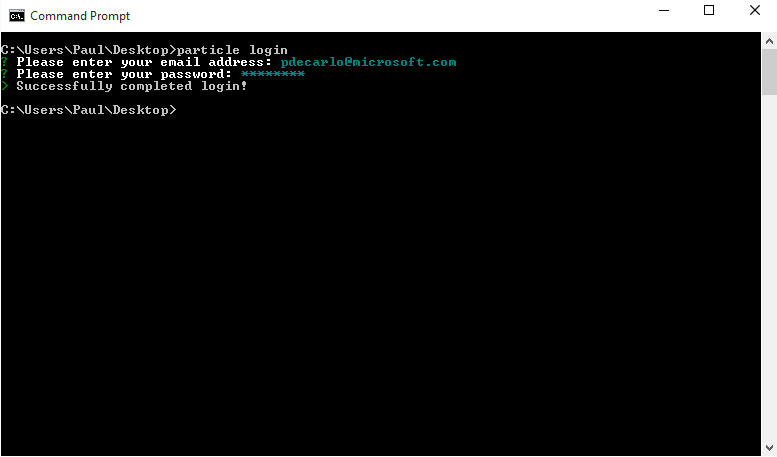 Command Prompt
C:\Users\Paul\Desktop>particle login
? Please enter your email address: pdecarlo@microsoft.com
? Please enter your password: ********
> Successfully completed login!
C:\Users\Paul\Desktop>